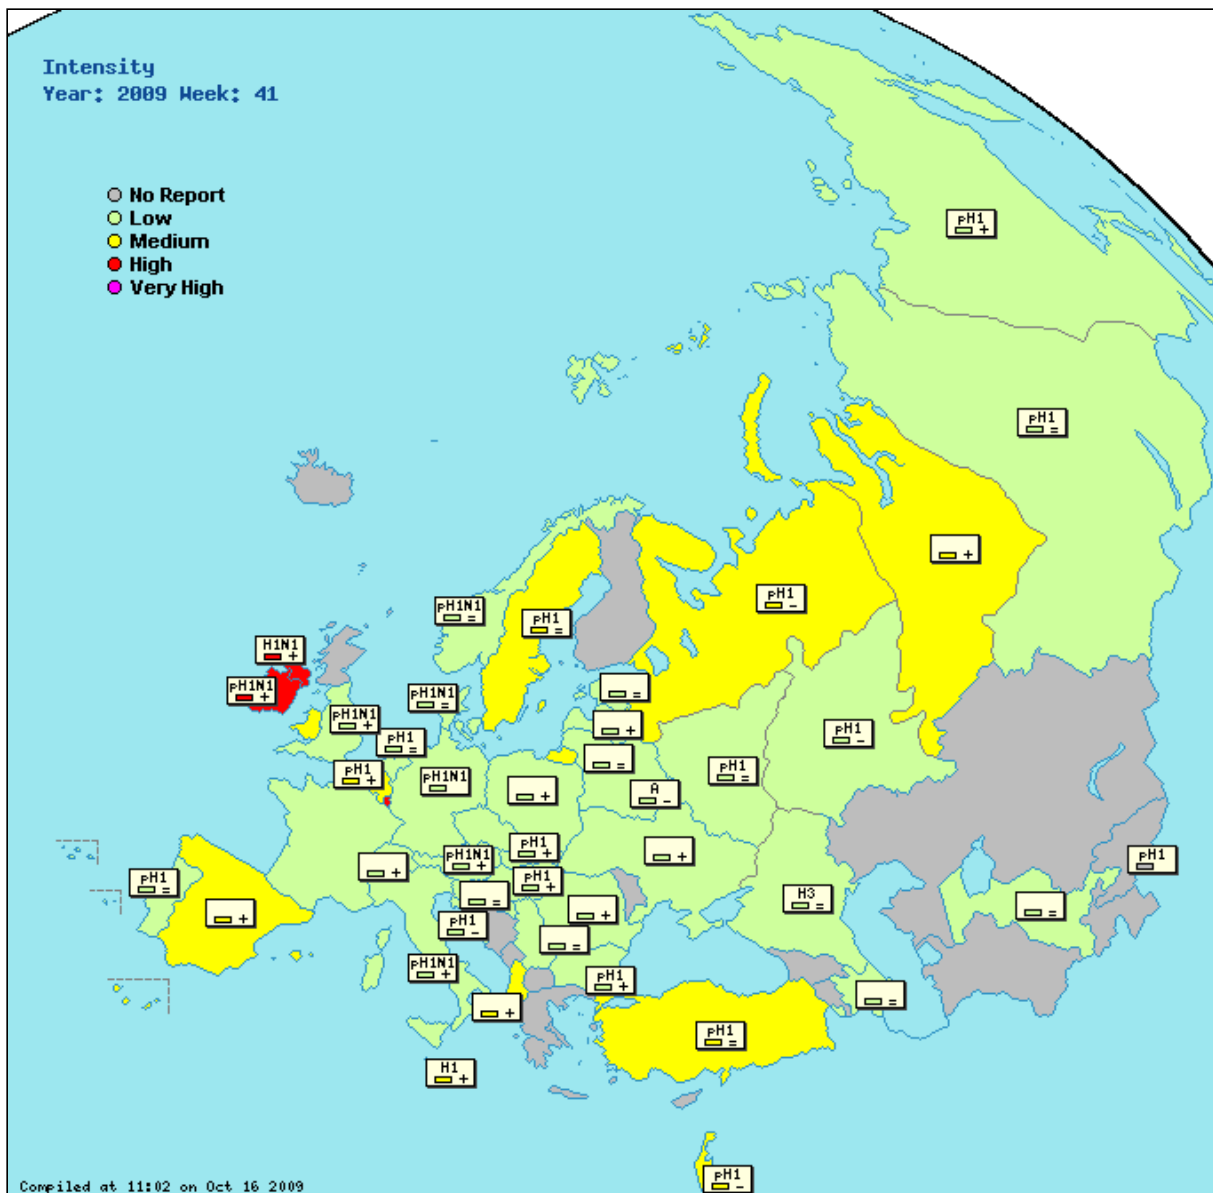 Intensity
Year: 2009 Week: 41
No Report
Low
Medium
High
Very High
pH1
+
pH1
=
+
pH1
-
pH1N1
=
pH1
=
H1N1
+
pH1N1
+
pH1N1
=
=
pH1N1
+
+
pH1
-
pH1
=
=
pH1
+
pH1N1
pH1
=
+
A
-
pH1
+
+
pH1N1
+
+
pH1
pH1
=
pH1
+
=
H3
=
=
+
+
pH1
-
=
pH1N1
+
pH1
+
=
+
pH1
=
H1
+
pH1
-
Compiled at 11:02 on Oct 16 2009